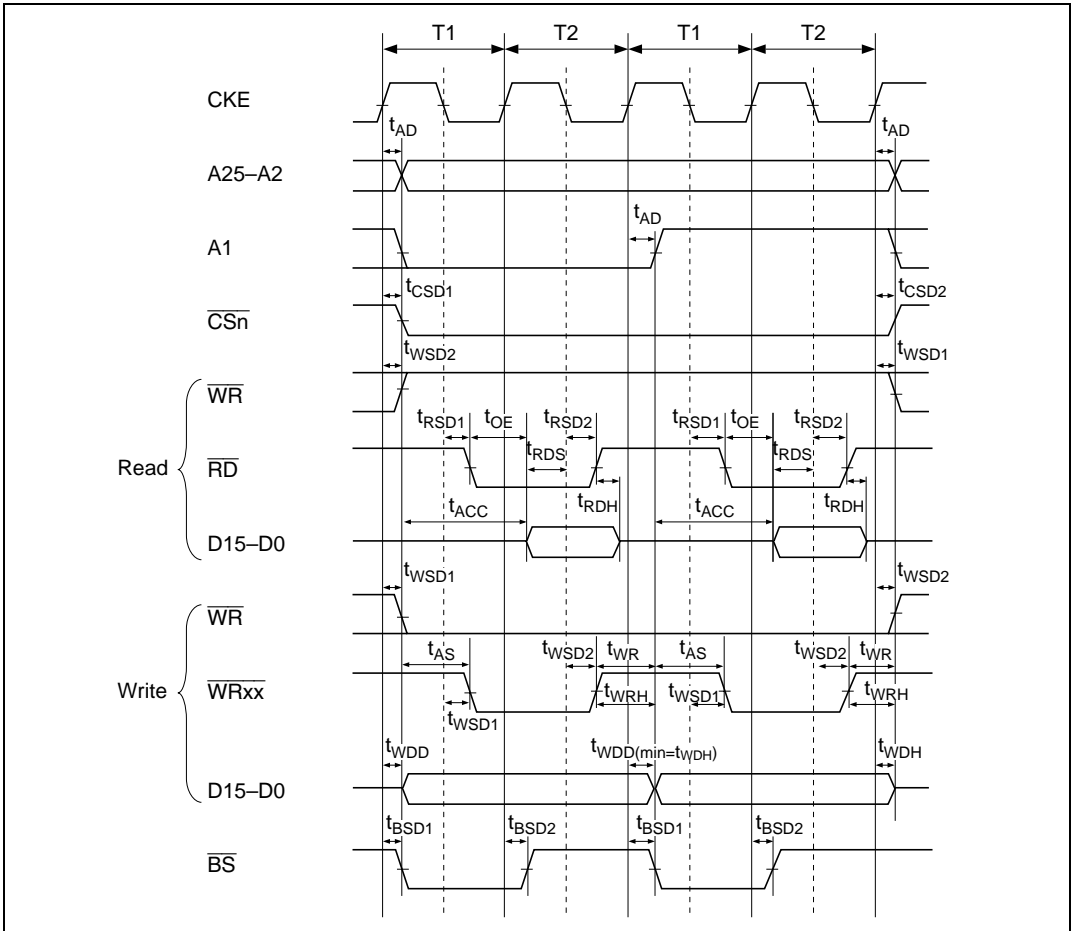 T1 T2 T1 T2
CKE
tAD tAD
A25–A2
tAD
A1
tCSD1 tCSD2
CSn
tWSD2 tWSD1
WR
tRSD1 tOE tRSD2 tRSD1 tOE tRSD2
Read RD tRDS tRDS
tRDH tRDH
tACC tACC
D15–D0
tWSD1 tWSD2
WR
tAS tWSD2 tWR tAS tWSD2 tWR
Write WRxx tWRH tWSD1 tWRH
tWSD1
tWDD tWDD(min=tWDH) tWDH
D15–D0
tBSD1 tBSD2 tBSD1 tBSD2
BS